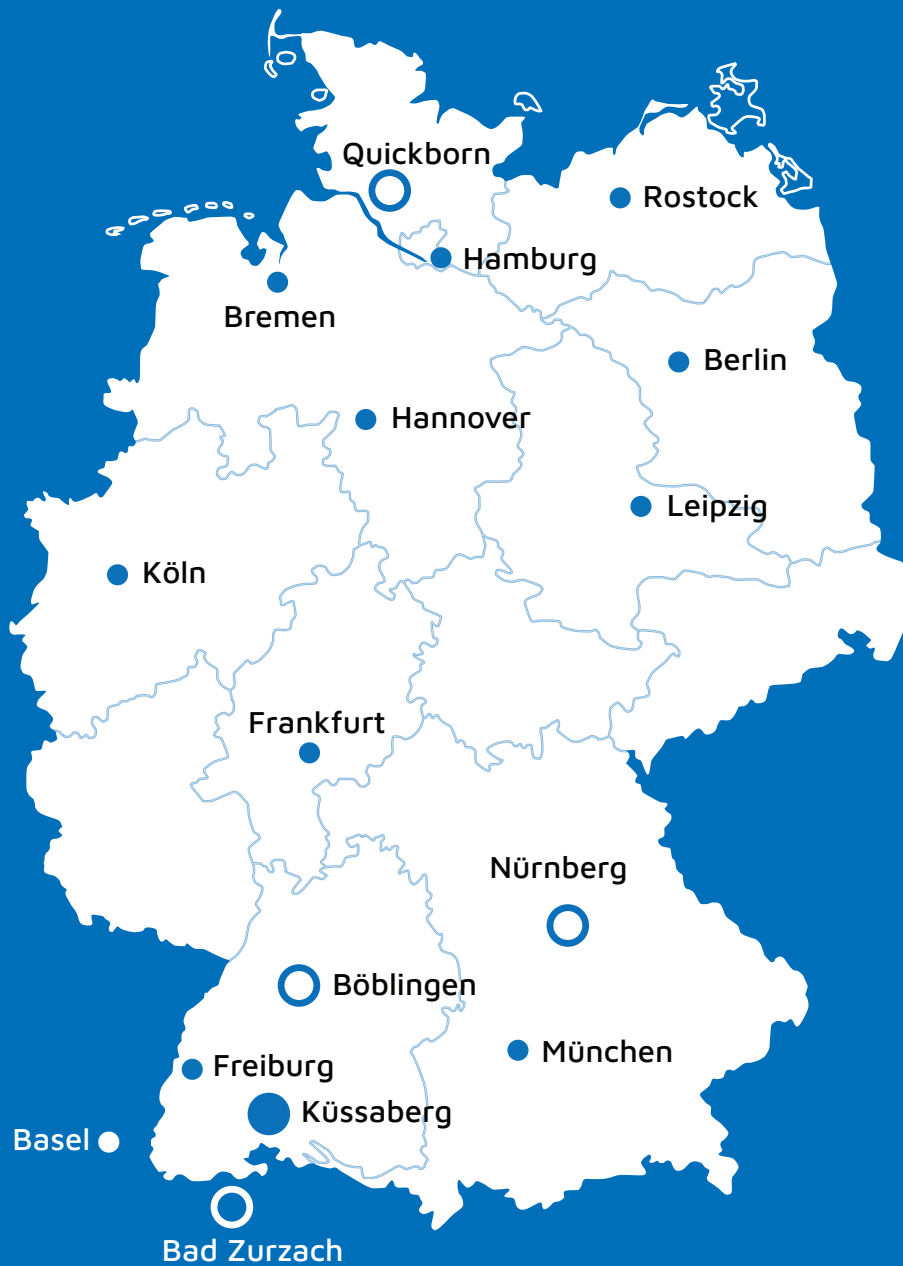 Quickborn
Rostock
Hamburg
Bremen
Berlin
Hannover
Leipzig
Köln
Frankfurt
Nürnberg
Böblingen
München
Freiburg
Küssaberg
Basel
Bad Zurzach